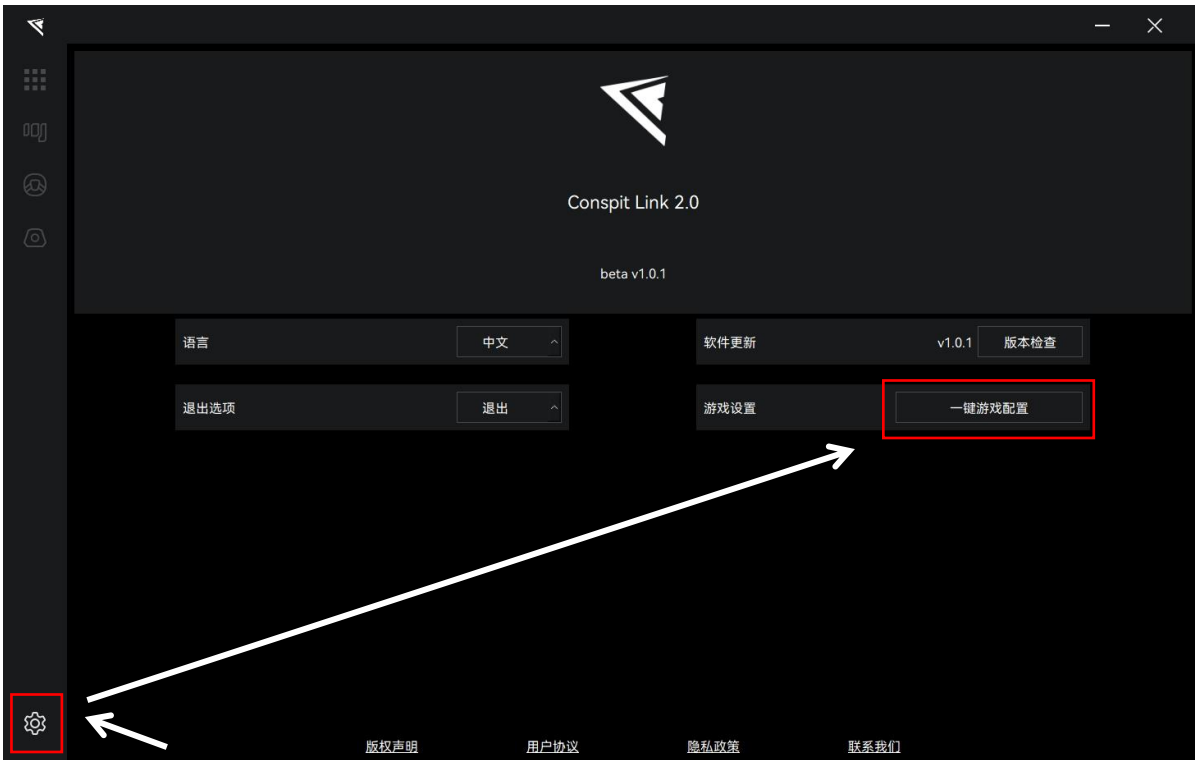 Conspit Link 2.0
beta v1.0.1
语言 中文 软件更新 v1.0.1 版本检查
退出选项 退出 游戏设置 一键游戏配置
版权声明 用户协议 隐私政策 联系我们